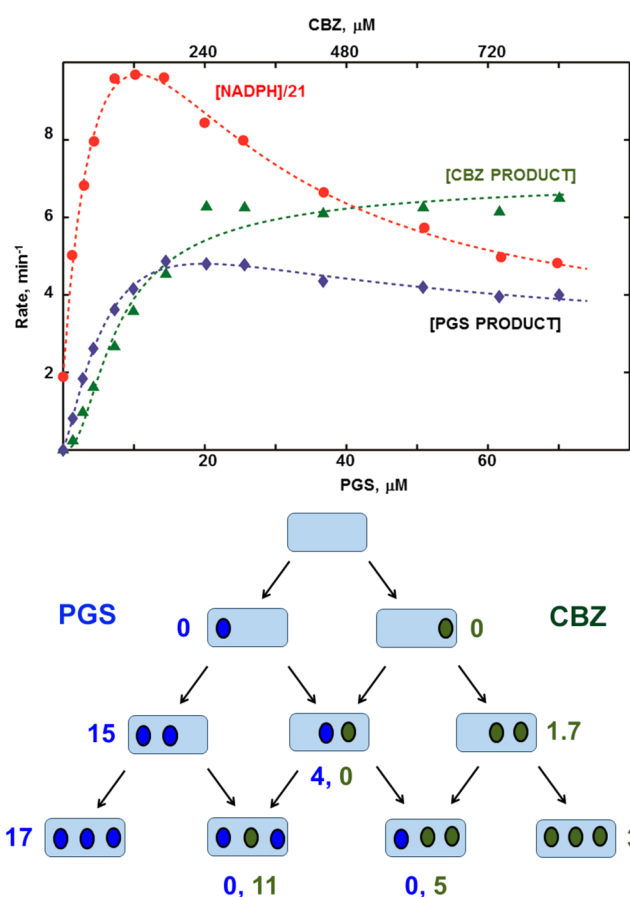 CBZ, μM
240 480 720
[NADPH]/21
8
[CBZ PRODUCT]
6
Rate, min-1
4
[PGS PRODUCT]
2
20 40 60
PGS, μM
PGS CBZ
0 0
15 1.7
4, 0
17
0, 11 0, 5